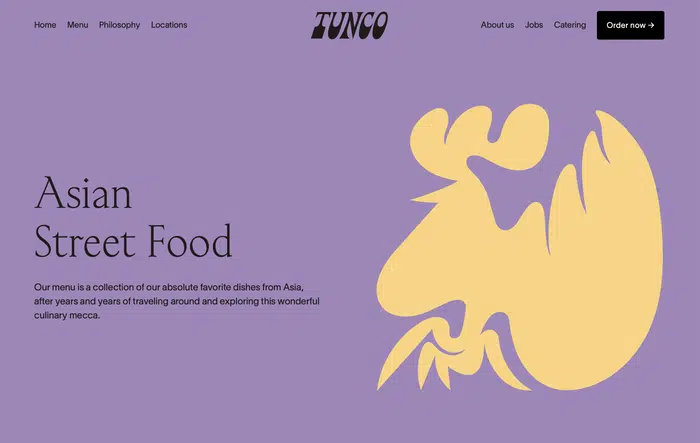 Home Menu Philosophy Locations
TUNCO
About us Jobs Catering Order now →
Asian
Street Food
Our menu is a collection of our absolute favorite dishes from Asia,
after years and years of traveling around and exploring this wonderful
culinary mecca.